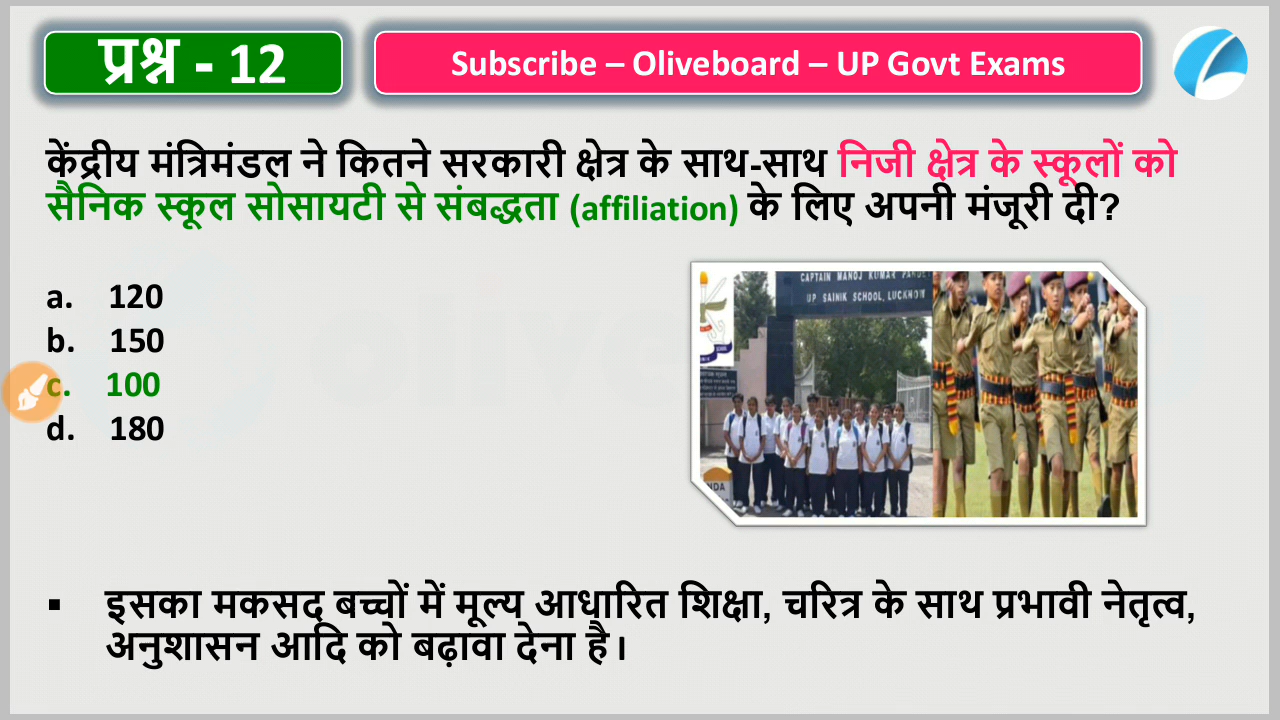 प्रश्न - 12
Subscribe – Oliveboard – UP Govt Exams
केंद्रीय मंत्रिमंडल ने कितने सरकारी क्षेत्र के साथ-साथ निजी क्षेत्र के स्कूलों को
सैनिक स्कूल सोसायटी से संबद्धता (affiliation) के लिए अपनी मंजूरी दी?
a. 120
b. 150
c. 100
d. 180
CAPTAIN MANOJ KUMAR PANDEY
UP SAINIK SCHOOL, LUCKNOW
▪ इसका मकसद बच्चों में मूल्य आधारित शिक्षा, चरित्र के साथ प्रभावी नेतृत्व,
अनुशासन आदि को बढ़ावा देना है।